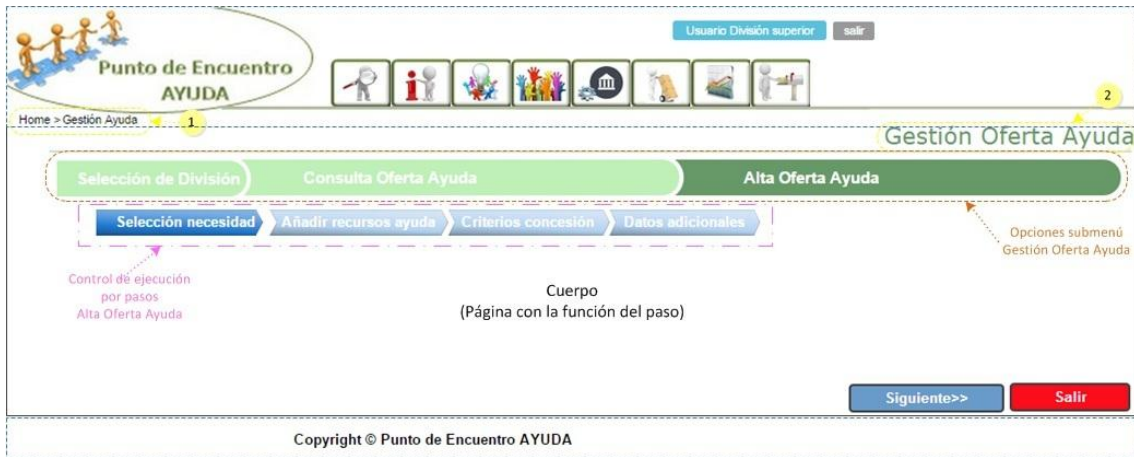 Usuario División superior
salir
Punto de Encuentro
AYUDA
Home > Gestión Ayuda
1
2
Gestión Oferta Ayuda
Selección de División
Consulta Oferta Ayuda
Alta Oferta Ayuda
Selección necesidad
Añadir recursos ayuda
Criterios concesión
Datos adicionales
Opciones submenú
Gestión Oferta Ayuda
Control de ejecución
por pasos
Alta Oferta Ayuda
Cuerpo
(Página con la función del paso)
Siguiente>>
Salir
Copyright © Punto de Encuentro AYUDA